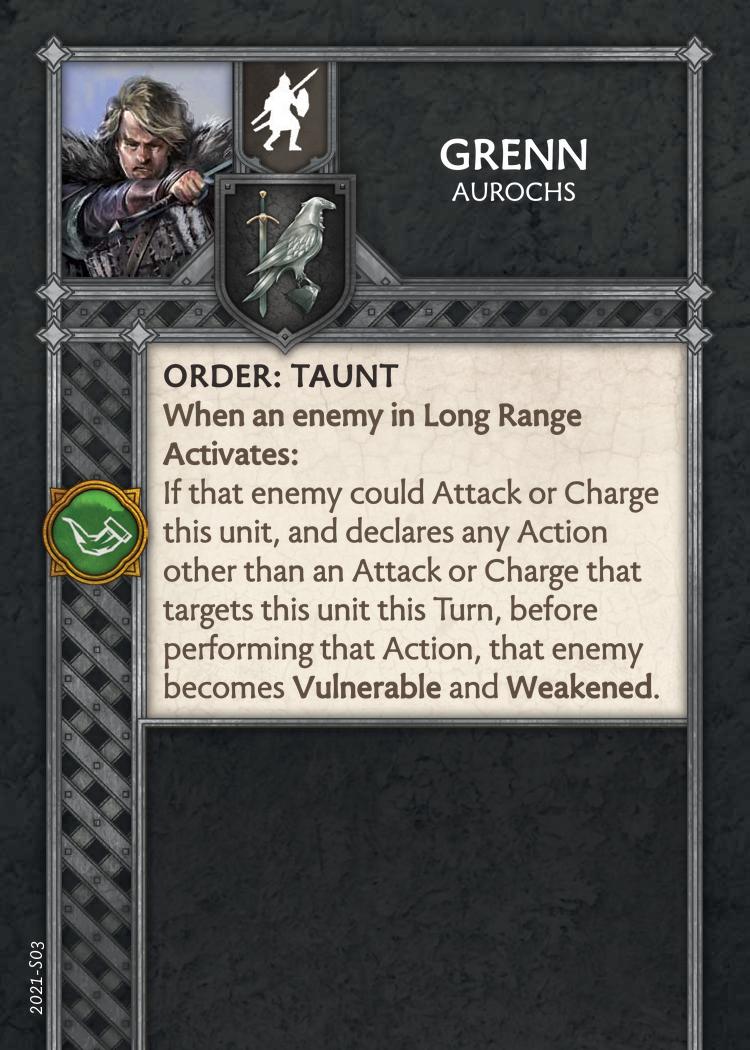 GRENN
AUROCHS
ORDER: TAUNT
When an enemy in Long Range
Activates:
If that enemy could Attack or Charge
this unit, and declares any Action
other than an Attack or Charge that
targets this unit this Turn, before
performing that Action, that enemy
becomes Vulnerable and Weakened.
2021-S03